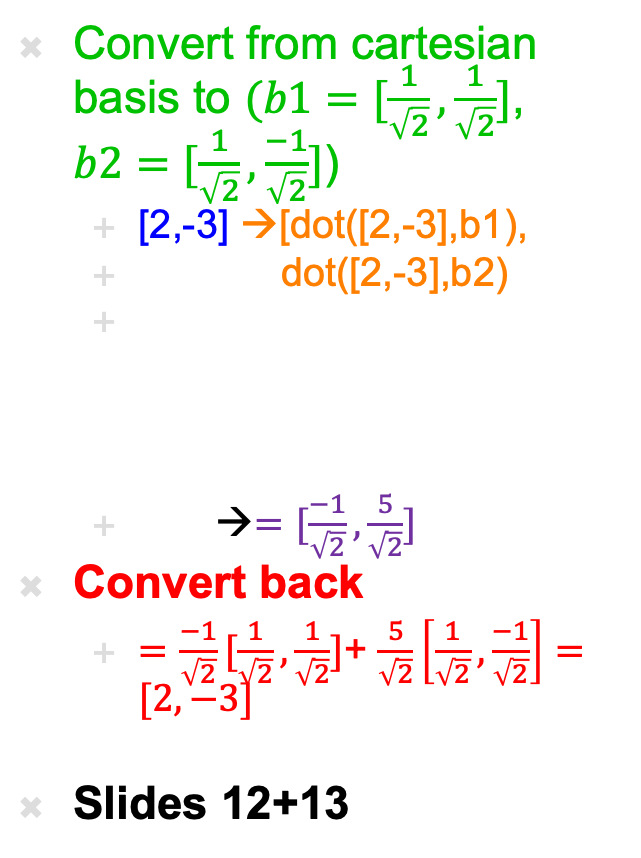 × Convert from cartesian
basis to (b1 = [1/√2, 1/√2],
b2 = [1/√2, −1/√2])
+ [2,-3] →[dot([2,-3],b1),
+ dot([2,-3],b2)
+
+ →= [−1/√2, 5/√2]
× Convert back
+ = −1/√2[1/√2, 1/√2]+ 5/√2[1/√2, −1/√2] =
[2, −3]
× Slides 12+13